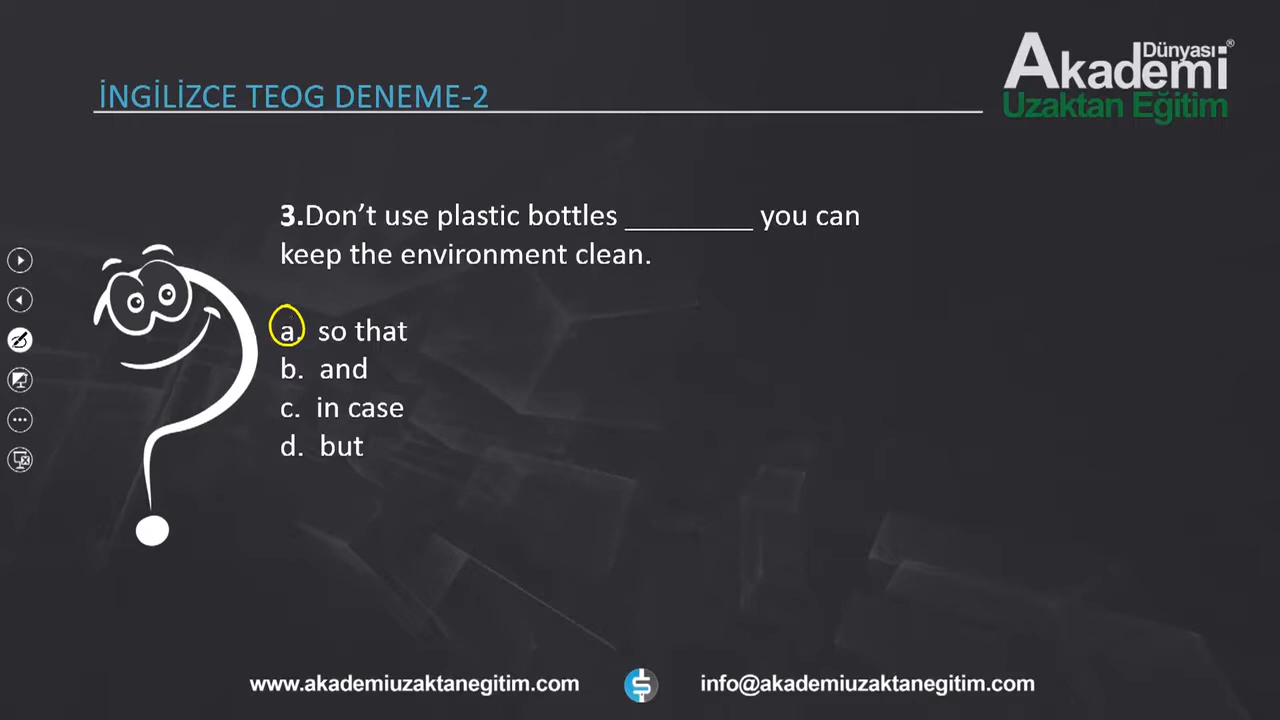 Dünyası®
Akademi
Uzaktan Eğitim
İNGİLİZCE TEOG DENEME-2
3.Don’t use plastic bottles _________ you can
keep the environment clean.
a. so that
b. and
c. in case
d. but
www.akademiuzaktanegitim.com
info@akademiuzaktanegitim.com